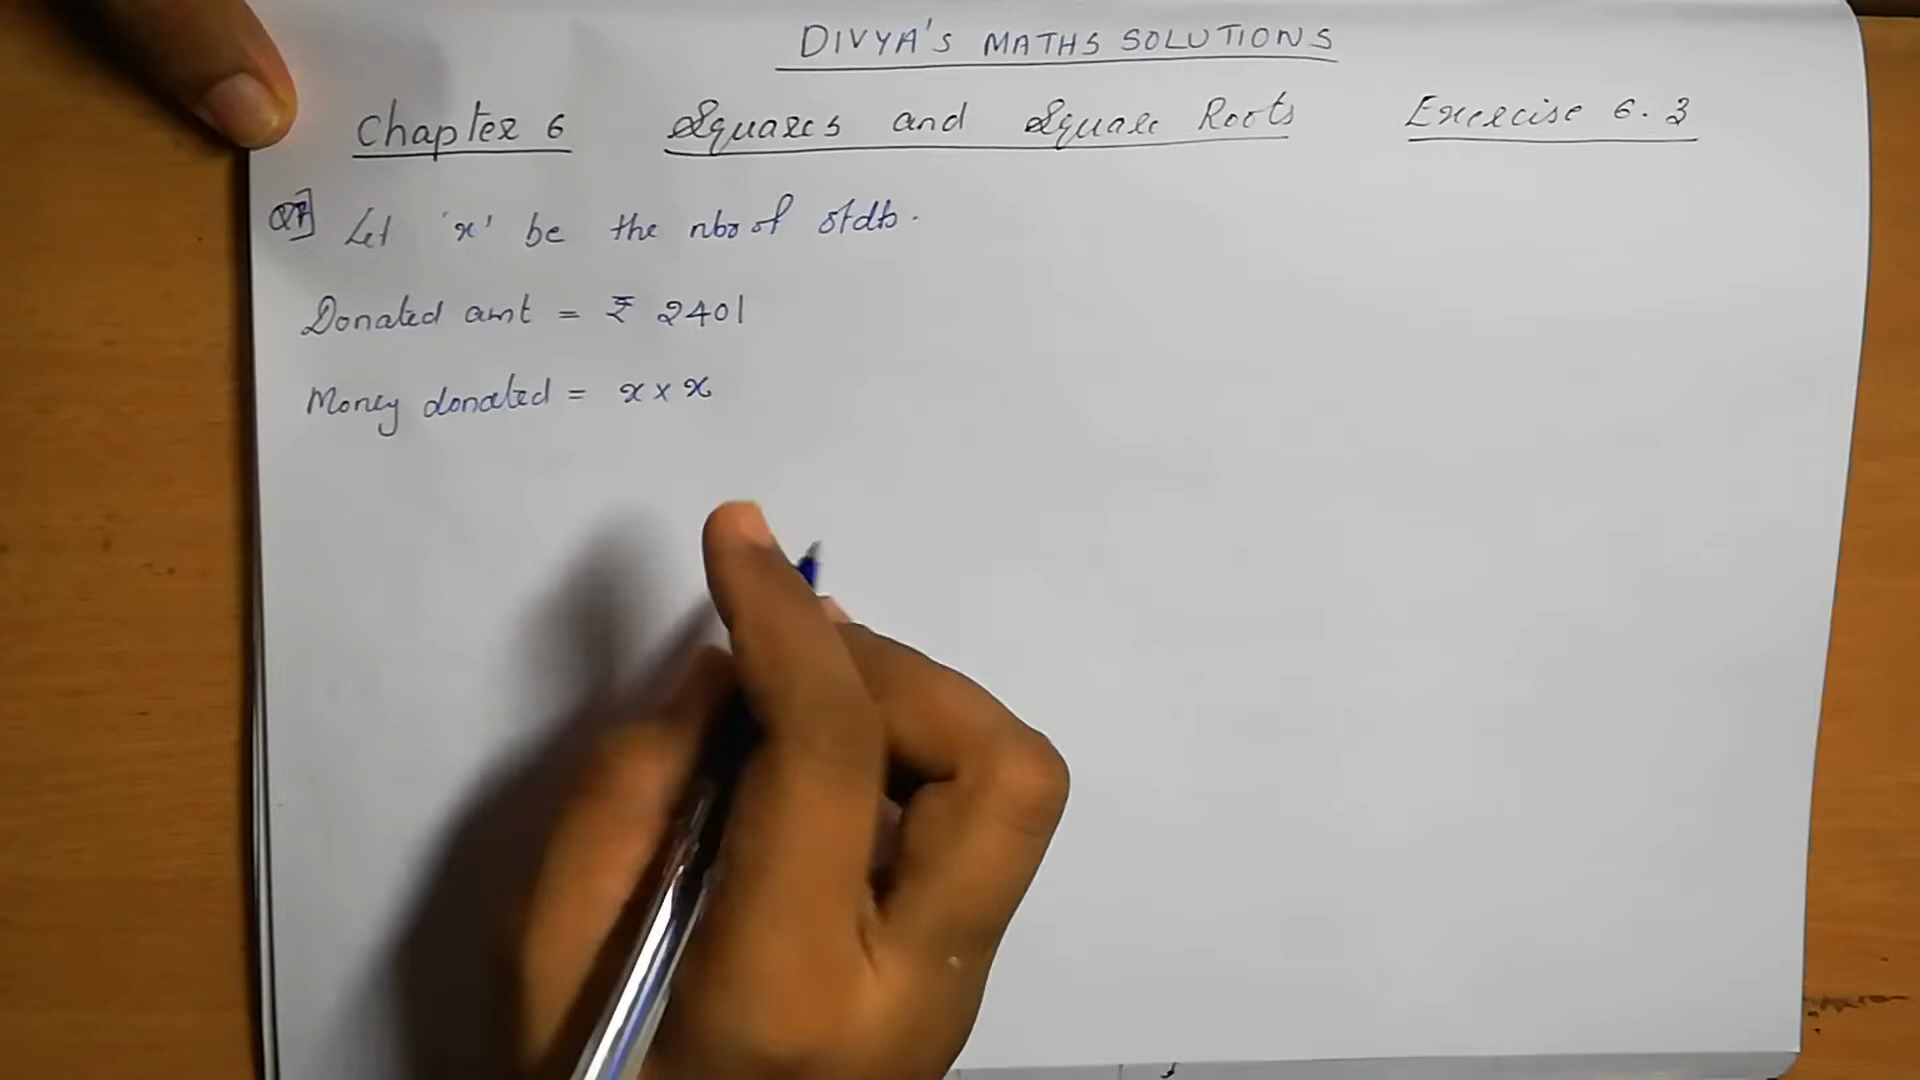 DIVYA'S MATHS SOLUTIONS
Chapter 6 Squares and Square Roots Exercise 6.3
Q7] Let 'x' be the nbr of stdts.
Donated amt = ₹ 2401
Money donated = x × x